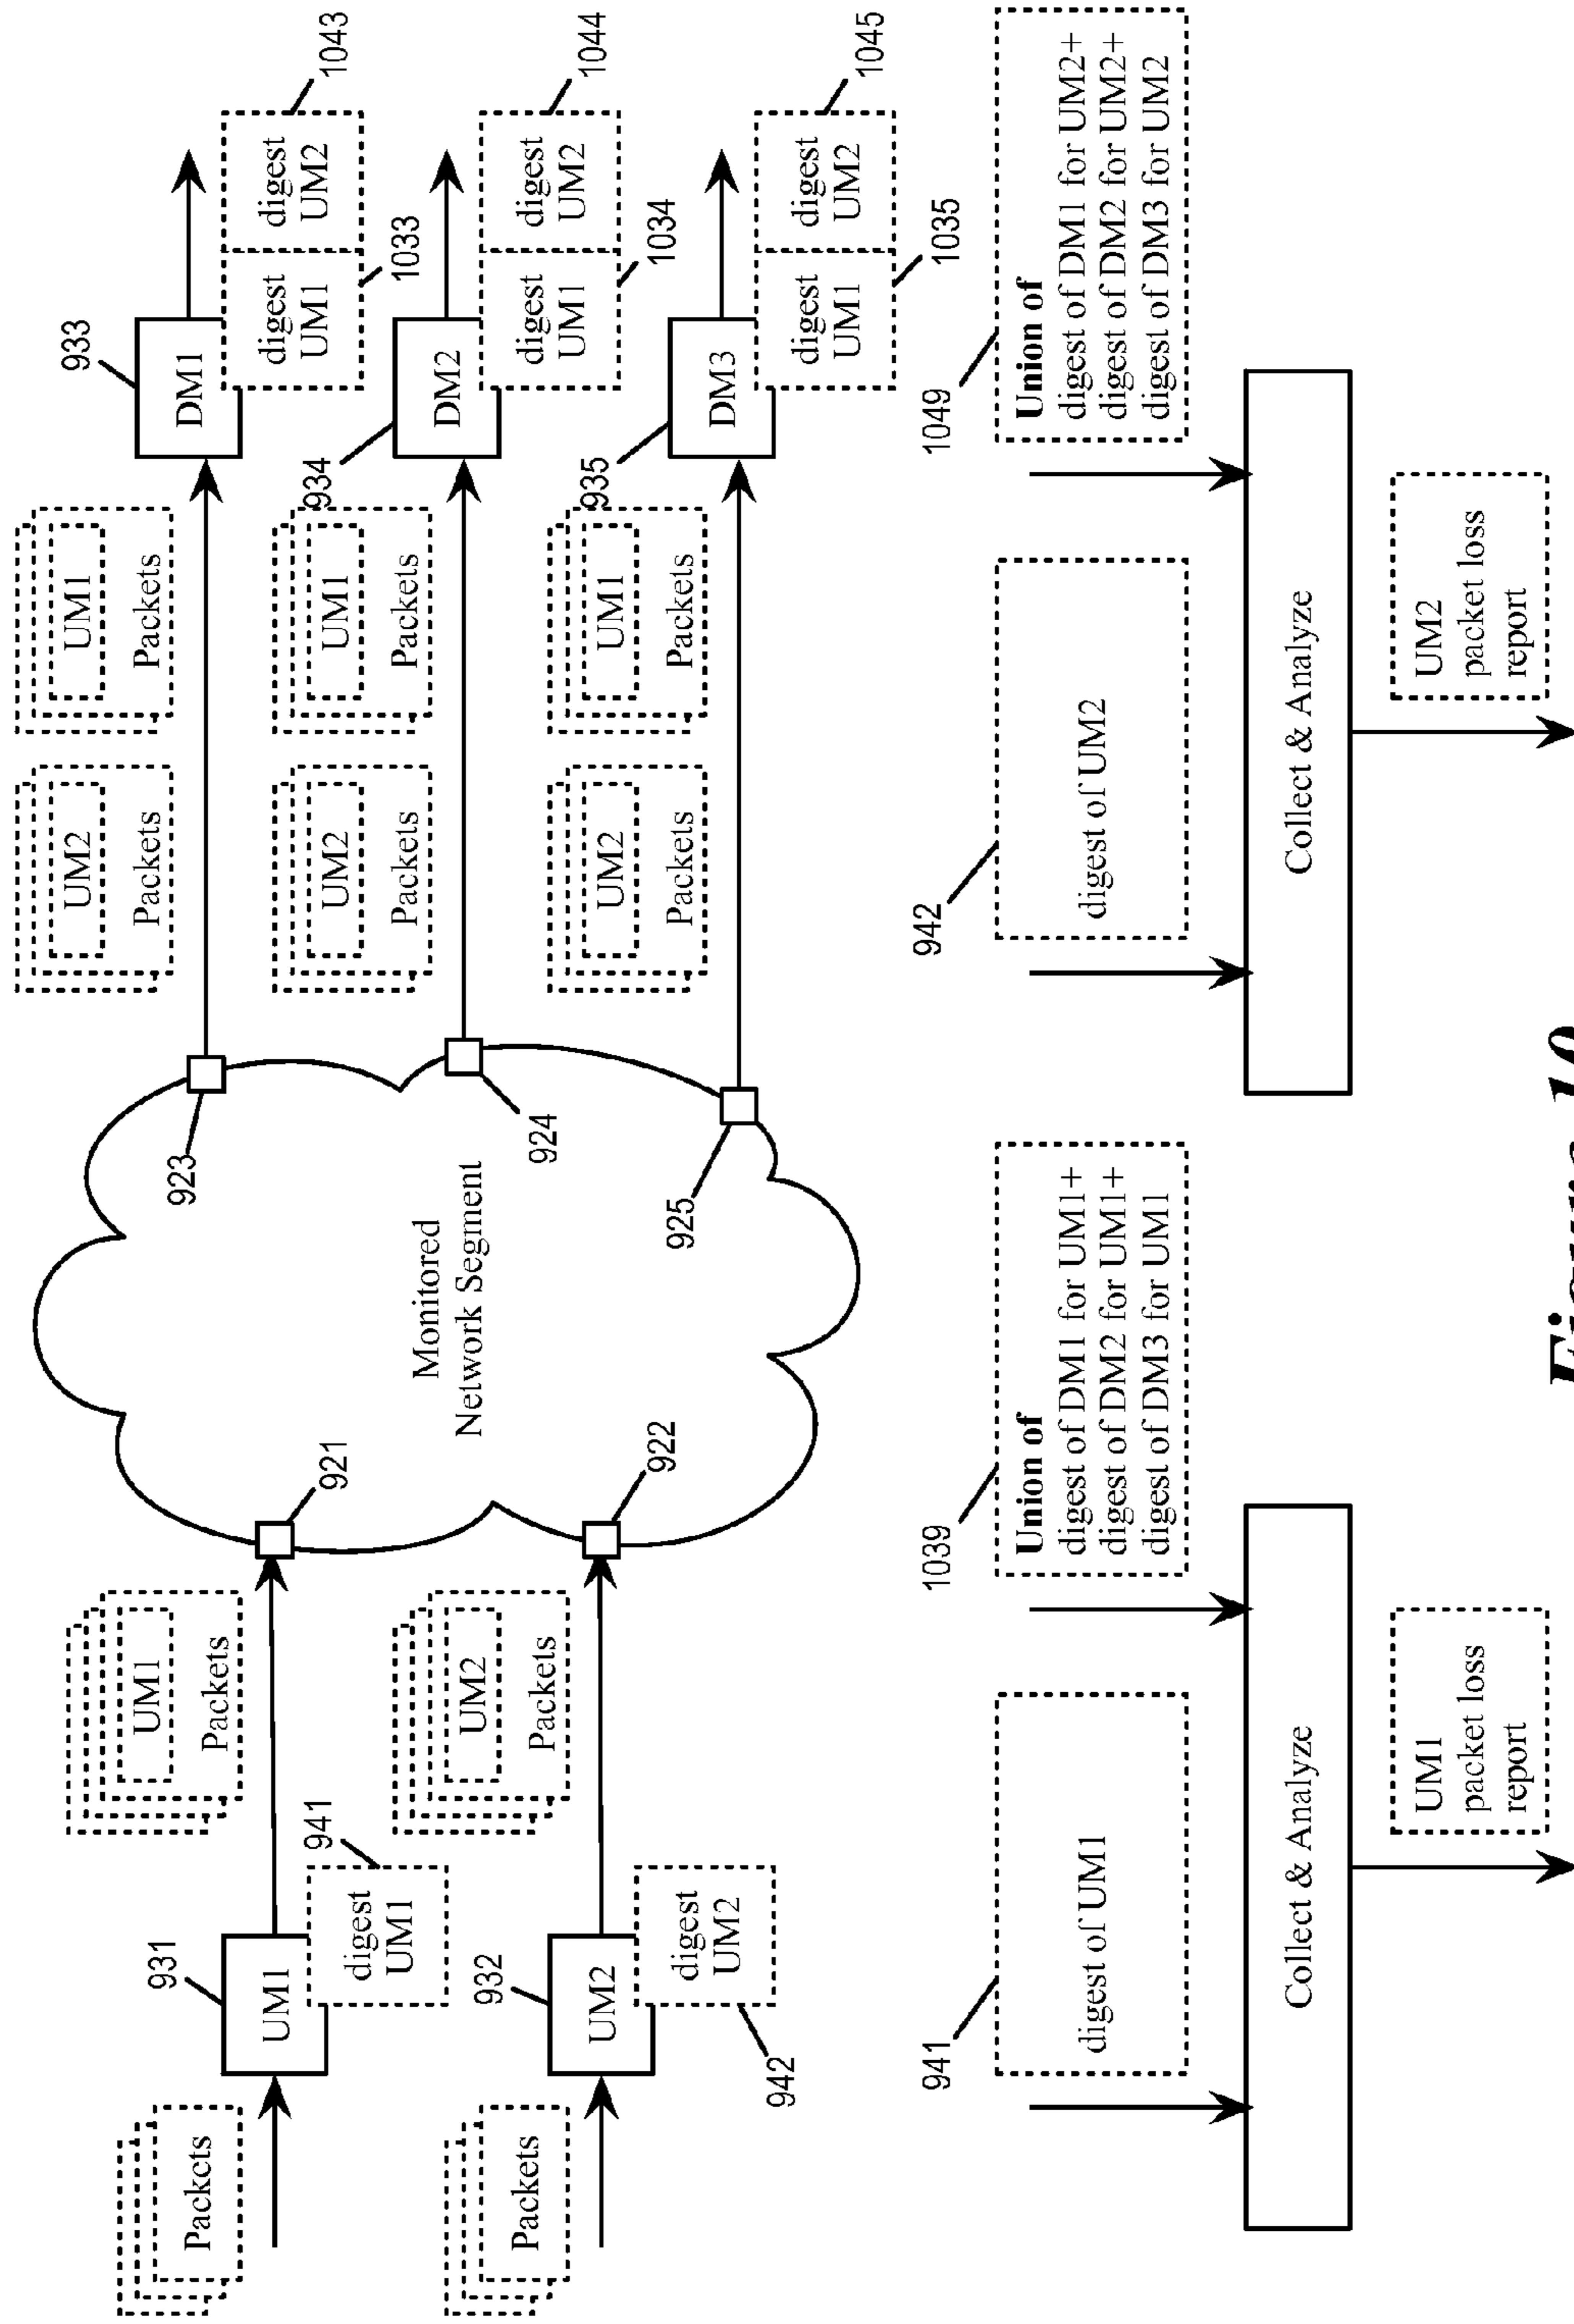 Packets
931
UM1
digest
UM1
941
UM1
Packets
921
Packets
932
UM2
digest
UM2
942
UM2
Packets
922
Monitored
Network Segment
923
924
925
UM2
Packets
UM1
Packets
933
DM1
digest
UM1
digest
UM2
1033
1043
UM2
Packets
UM1
Packets
934
DM2
digest
UM1
digest
UM2
1034
1044
UM2
Packets
UM1
Packets
935
DM3
digest
UM1
digest
UM2
1035
1045
941
digest of UM1
1039
Union of
digest of DM1 for UM1+
digest of DM2 for UM1+
digest of DM3 for UM1
Collect & Analyze
UM1
packet loss
report
942
digest of UM2
1049
Union of
digest of DM1 for UM2+
digest of DM2 for UM2+
digest of DM3 for UM2
Collect & Analyze
UM2
packet loss
report
Figure 10